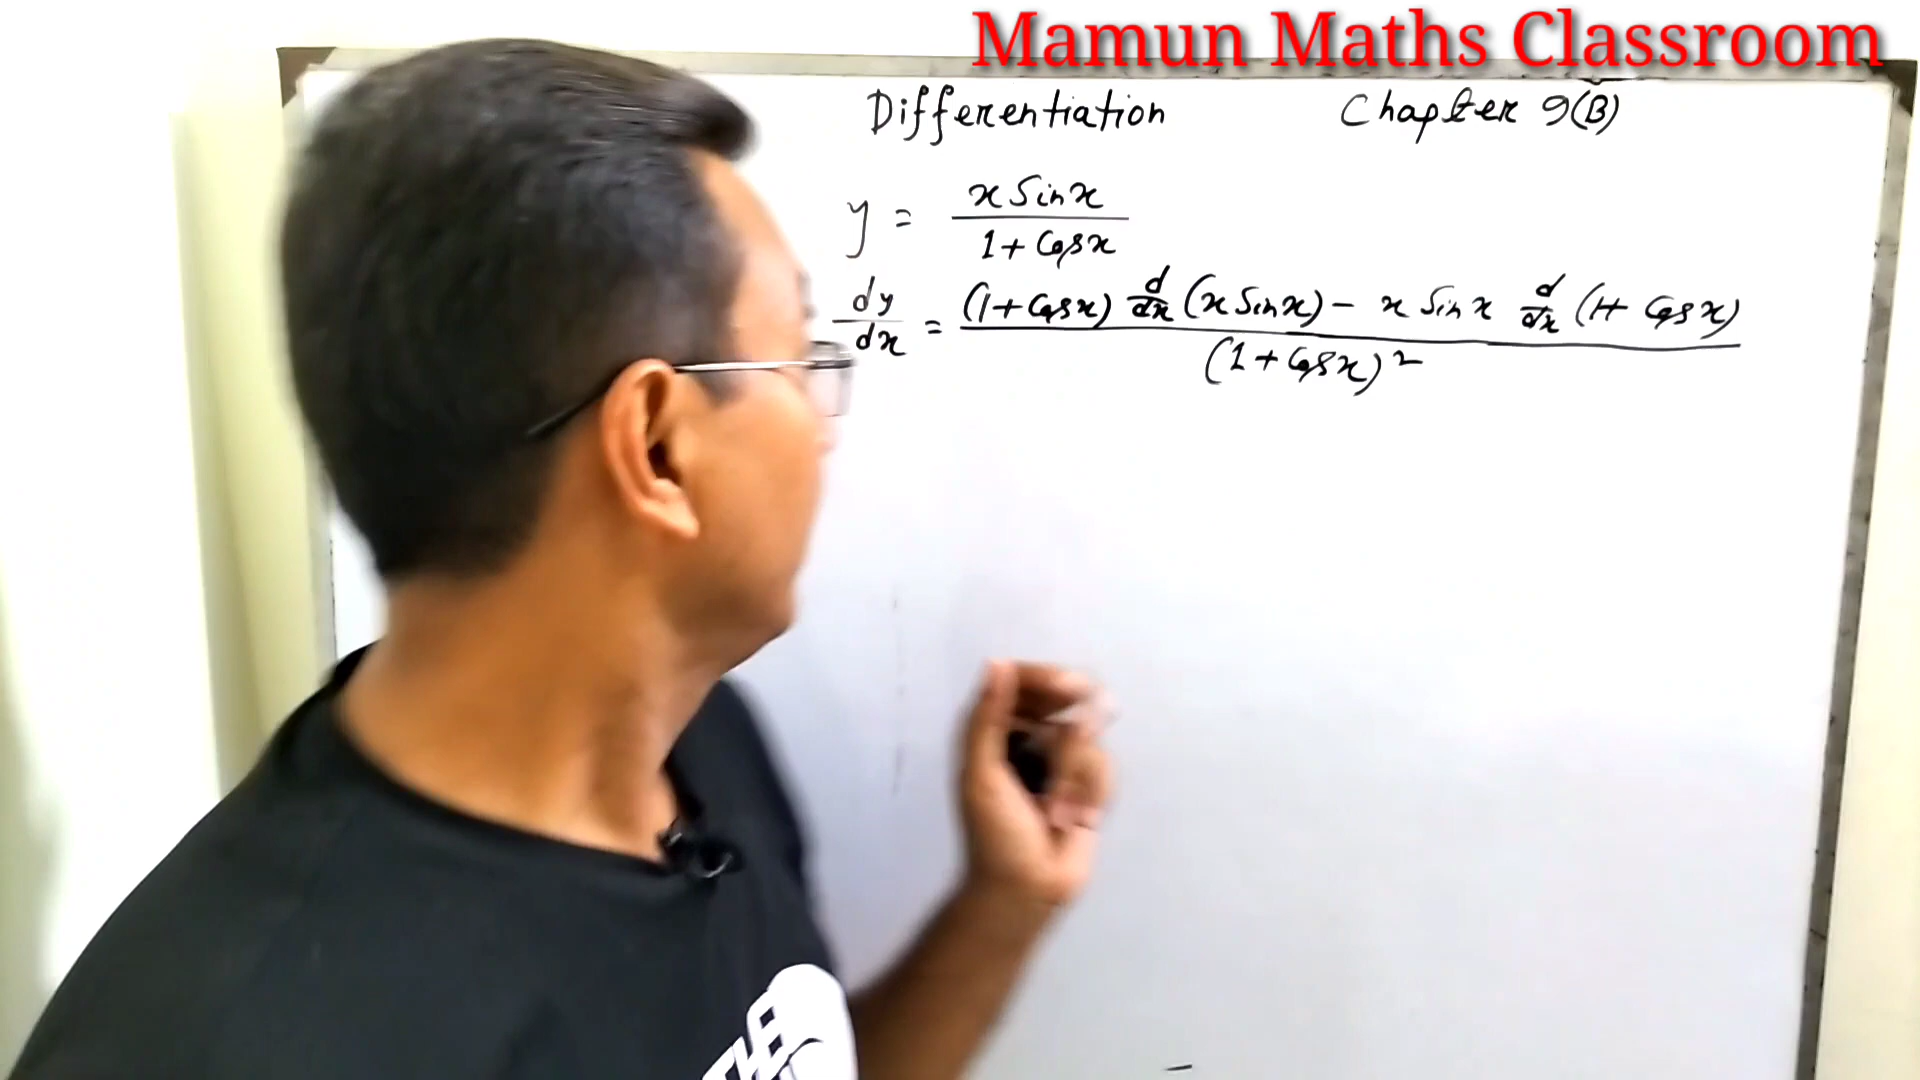 Mamun Maths Classroom
Differentiation Chapter 9(B)
y = x Sin x / 1 + Cos x
dy/dx = (1 + Cos x) d/dx (x Sin x) - x Sin x d/dx (1 + Cos x) / (1 + Cos x)²